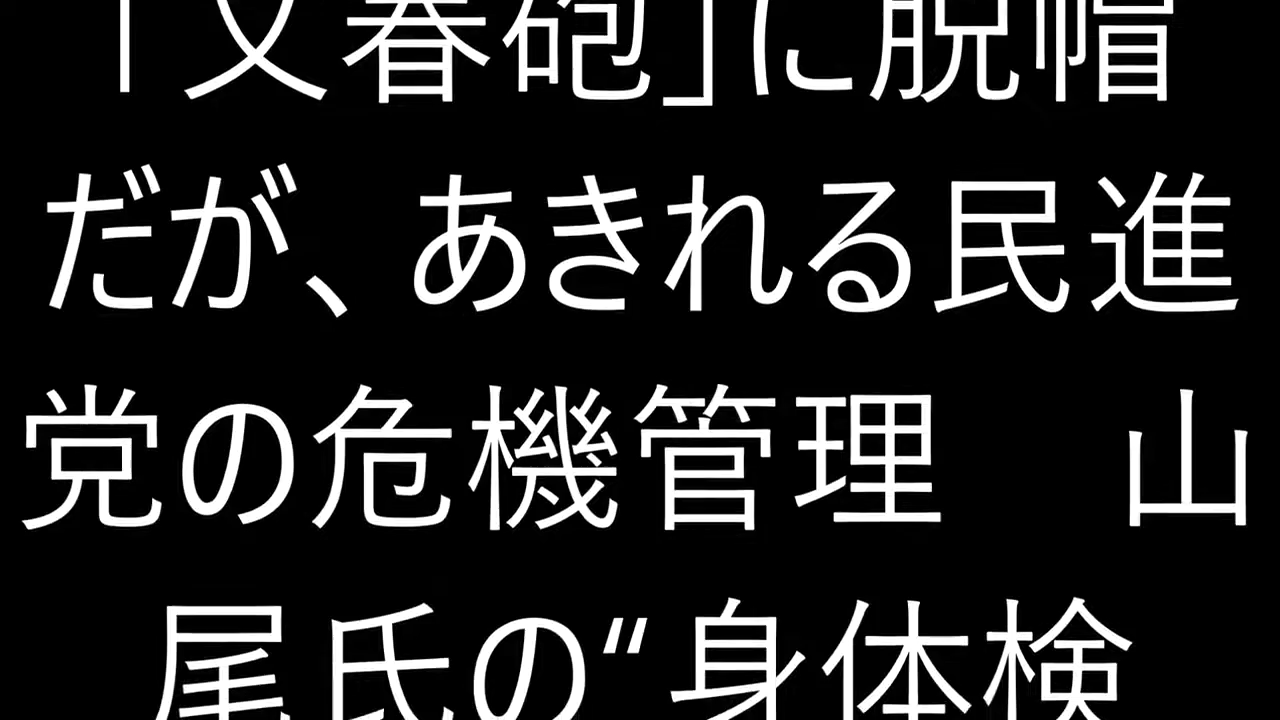 「文春砲」に脱帽
だが、あきれる民進
党の危機管理　山
尾氏の“身体検